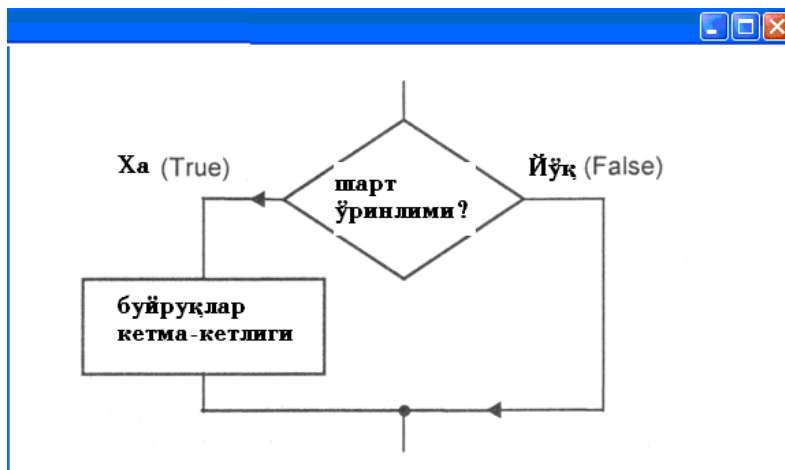 Ха (True)
Йўқ (False)
шарт
ўринлими?
буйруқлар
кетма-кетлиги